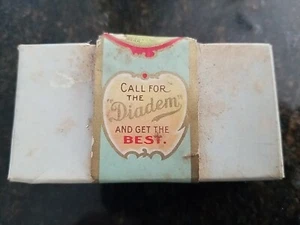 CALL FOR
THE
"Diadem"
AND GET THE
BEST.